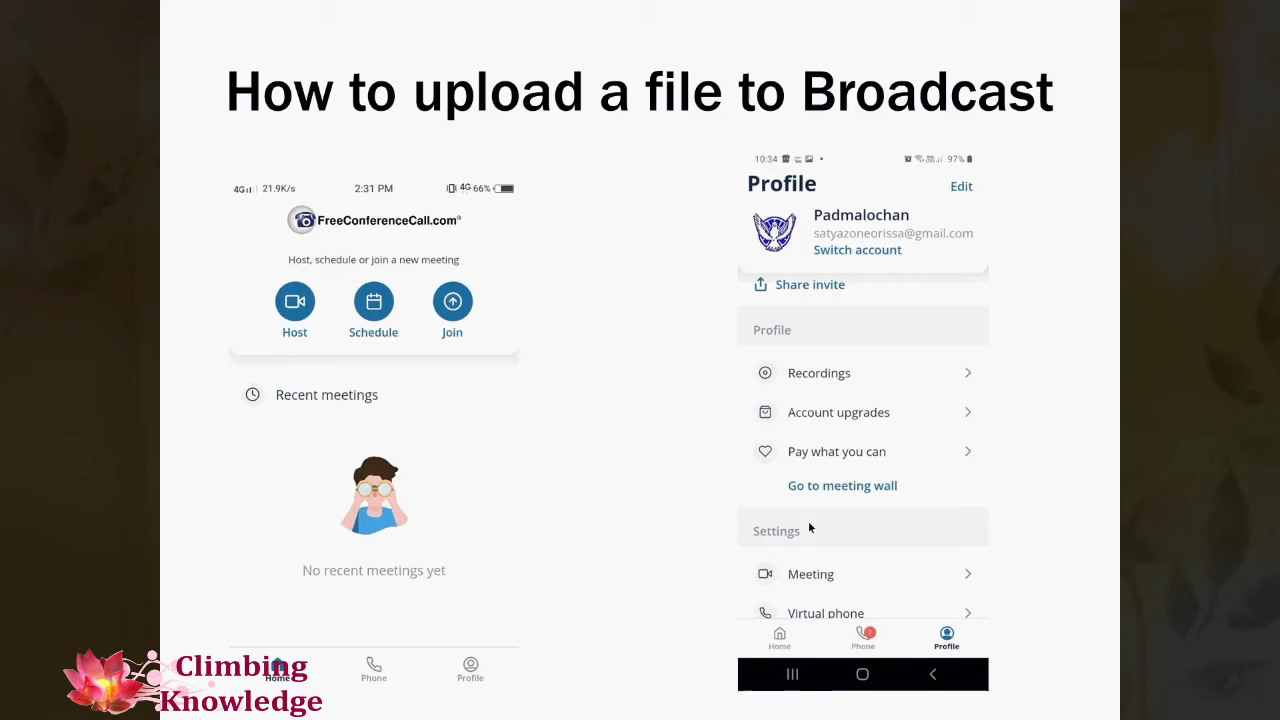 How to upload a file to Broadcast
4G 21.9K/s 2:31 PM 4G 66%
FreeConferenceCall.com®
Host, schedule or join a new meeting
Host Schedule Join
Recent meetings
No recent meetings yet
Home Phone Profile
10:34 97%
Profile Edit
Padmalochan
satyazoneorissa@gmail.com
Switch account
Share invite
Profile
Recordings
Account upgrades
Pay what you can
Go to meeting wall
Settings
Meeting
Virtual phone
Home Phone Profile
Climbing
Knowledge